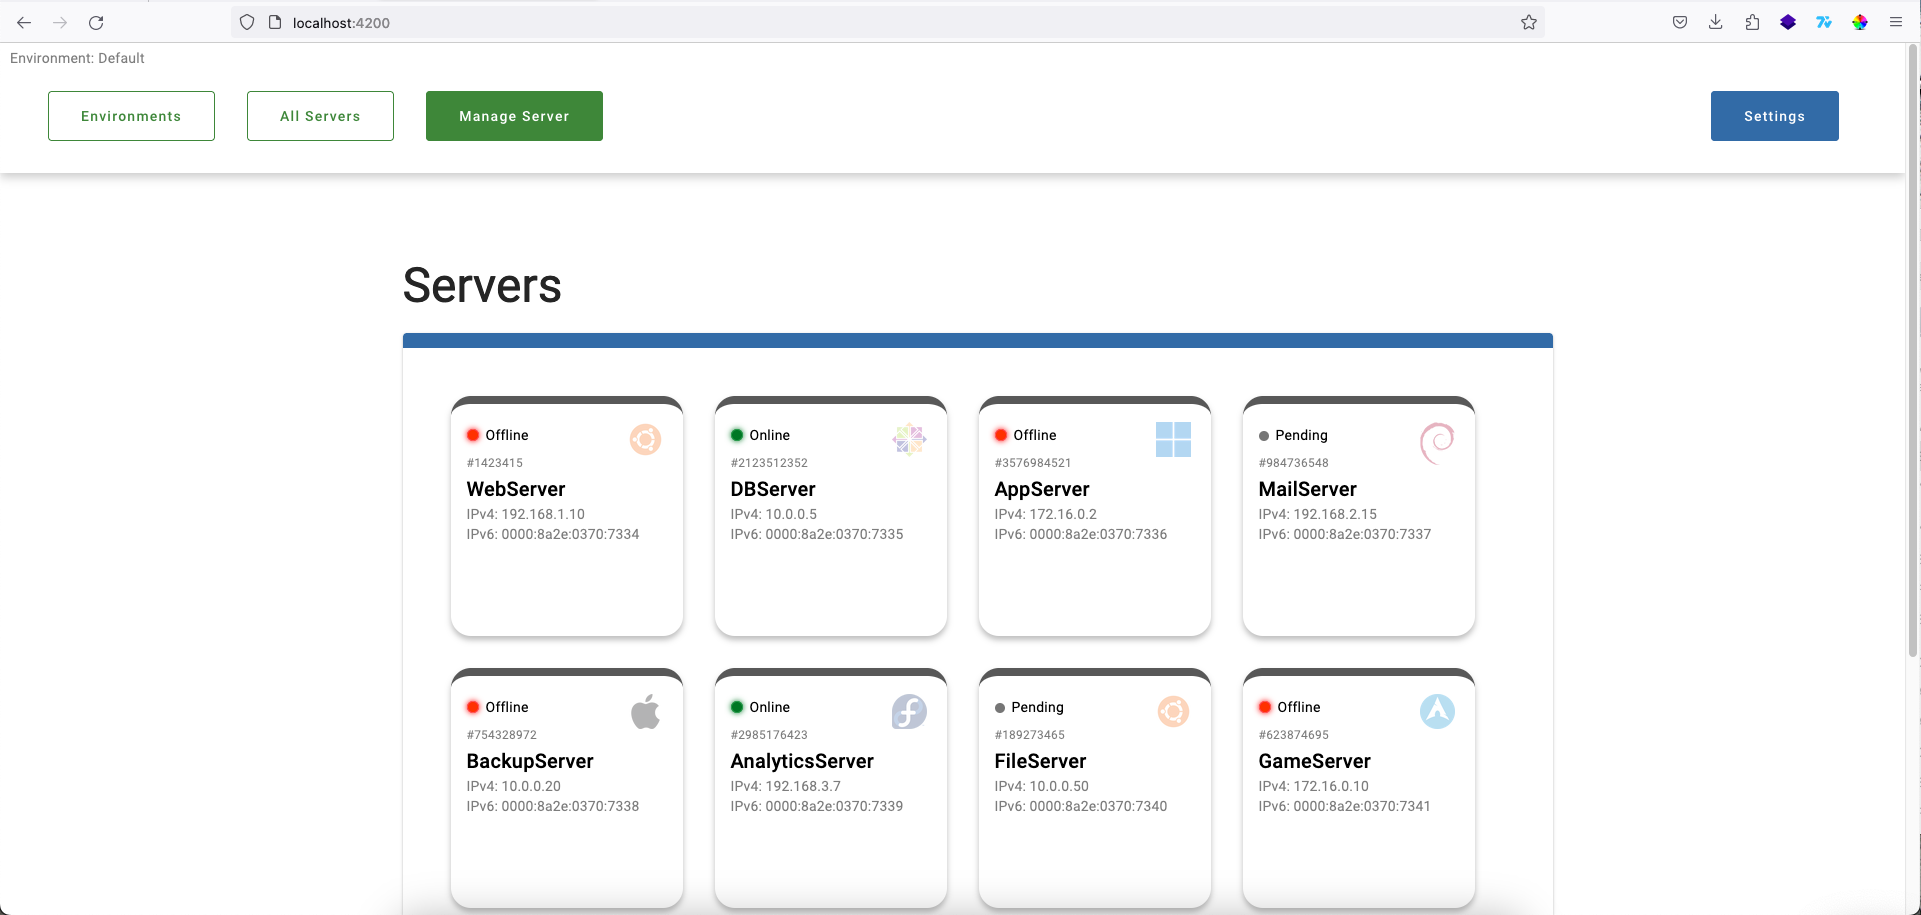 localhost:4200
Environment: Default
Environments
All Servers
Manage Server
Settings
Servers
Offline
#1423415
WebServer
IPv4: 192.168.1.10
IPv6: 0000:8a2e:0370:7334
Online
#2123512352
DBServer
IPv4: 10.0.0.5
IPv6: 0000:8a2e:0370:7335
Offline
#3576984521
AppServer
IPv4: 172.16.0.2
IPv6: 0000:8a2e:0370:7336
Pending
#984736548
MailServer
IPv4: 192.168.2.15
IPv6: 0000:8a2e:0370:7337
Offline
#754328972
BackupServer
IPv4: 10.0.0.20
IPv6: 0000:8a2e:0370:7338
Online
#2985176423
AnalyticsServer
IPv4: 192.168.3.7
IPv6: 0000:8a2e:0370:7339
Pending
#189273465
FileServer
IPv4: 10.0.0.50
IPv6: 0000:8a2e:0370:7340
Offline
#623874695
GameServer
IPv4: 172.16.0.10
IPv6: 0000:8a2e:0370:7341